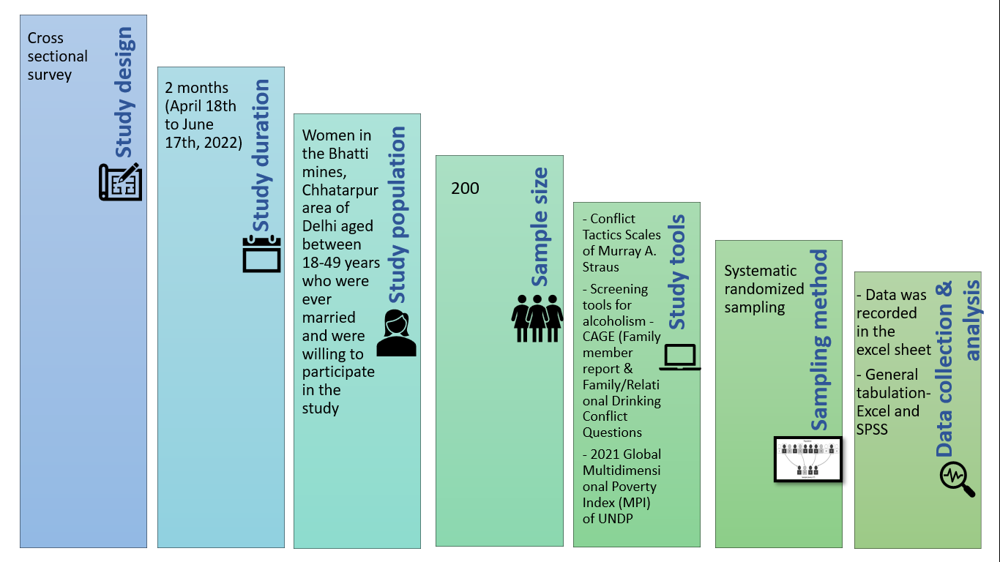 Cross
sectional
survey
Study design
2 months
(April 18th
to June
17th, 2022)
Study duration
Women in
the Bhatti
mines,
Chhatarpur
area of
Delhi aged
between
18-49 years
who were
ever
married
and were
willing to
participate
in the
study
Study population
200
Sample size
- Conflict
Tactics Scales
of Murray A.
Straus
- Screening
tools for
alcoholism -
CAGE (Family
member
report &
Family/Relati
onal Drinking
Conflict
Questions
- 2021 Global
Multidimensi
onal Poverty
Index (MPI)
of UNDP
Study tools
Systematic
randomized
sampling
Sampling method
- Data was
recorded
in the
excel sheet
- General
tabulation-
Excel and
SPSS
Data collection &
analysis